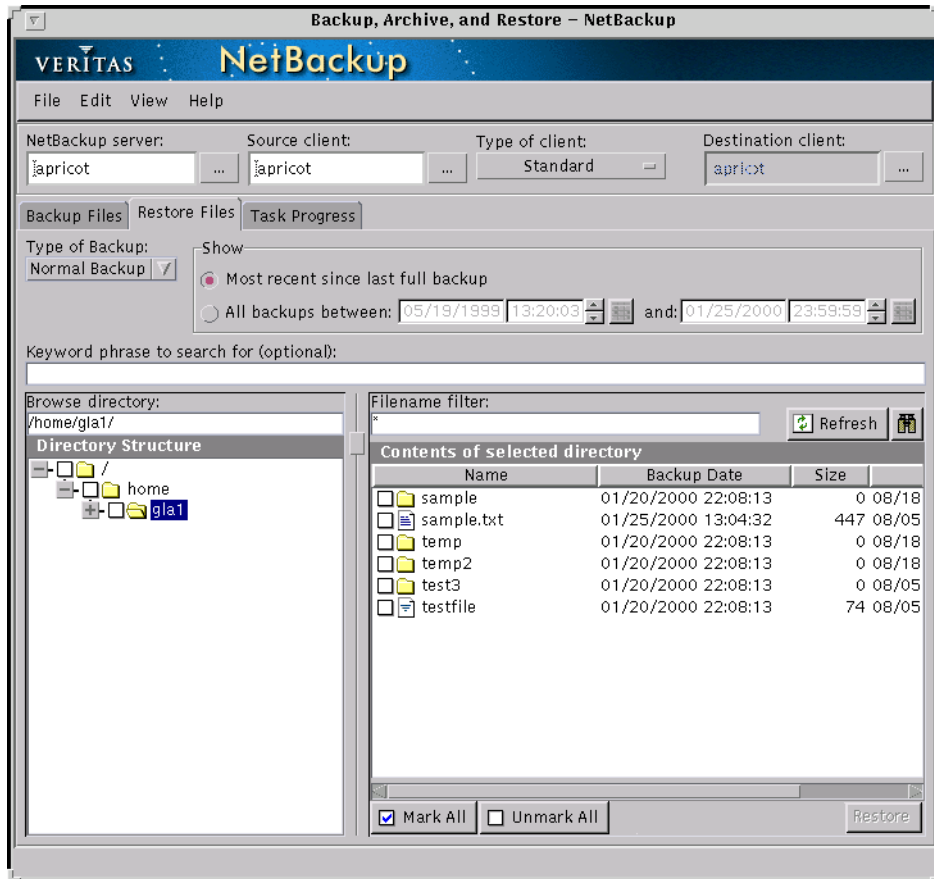 Backup, Archive, and Restore – NetBackup
VERITAS NetBackup
File Edit View Help
NetBackup server: Source client: Type of client: Destination client:
apricot ... apricot ... Standard apricot ...
Backup Files Restore Files Task Progress
Type of Backup: Show
Normal Backup Most recent since last full backup
All backups between: 05/19/1999 13:20:03 and: 01/25/2000 23:59:59
Keyword phrase to search for (optional):
Browse directory: Filename filter:
/home/gla1/ * Refresh
Directory Structure Contents of selected directory
/ Name Backup Date Size
home sample 01/20/2000 22:08:13 0 08/18
gla1 sample.txt 01/25/2000 13:04:32 447 08/05
temp 01/20/2000 22:08:13 0 08/18
temp2 01/20/2000 22:08:13 0 08/18
test3 01/20/2000 22:08:13 0 08/05
testfile 01/20/2000 22:08:13 74 08/05
Mark All Unmark All Restore